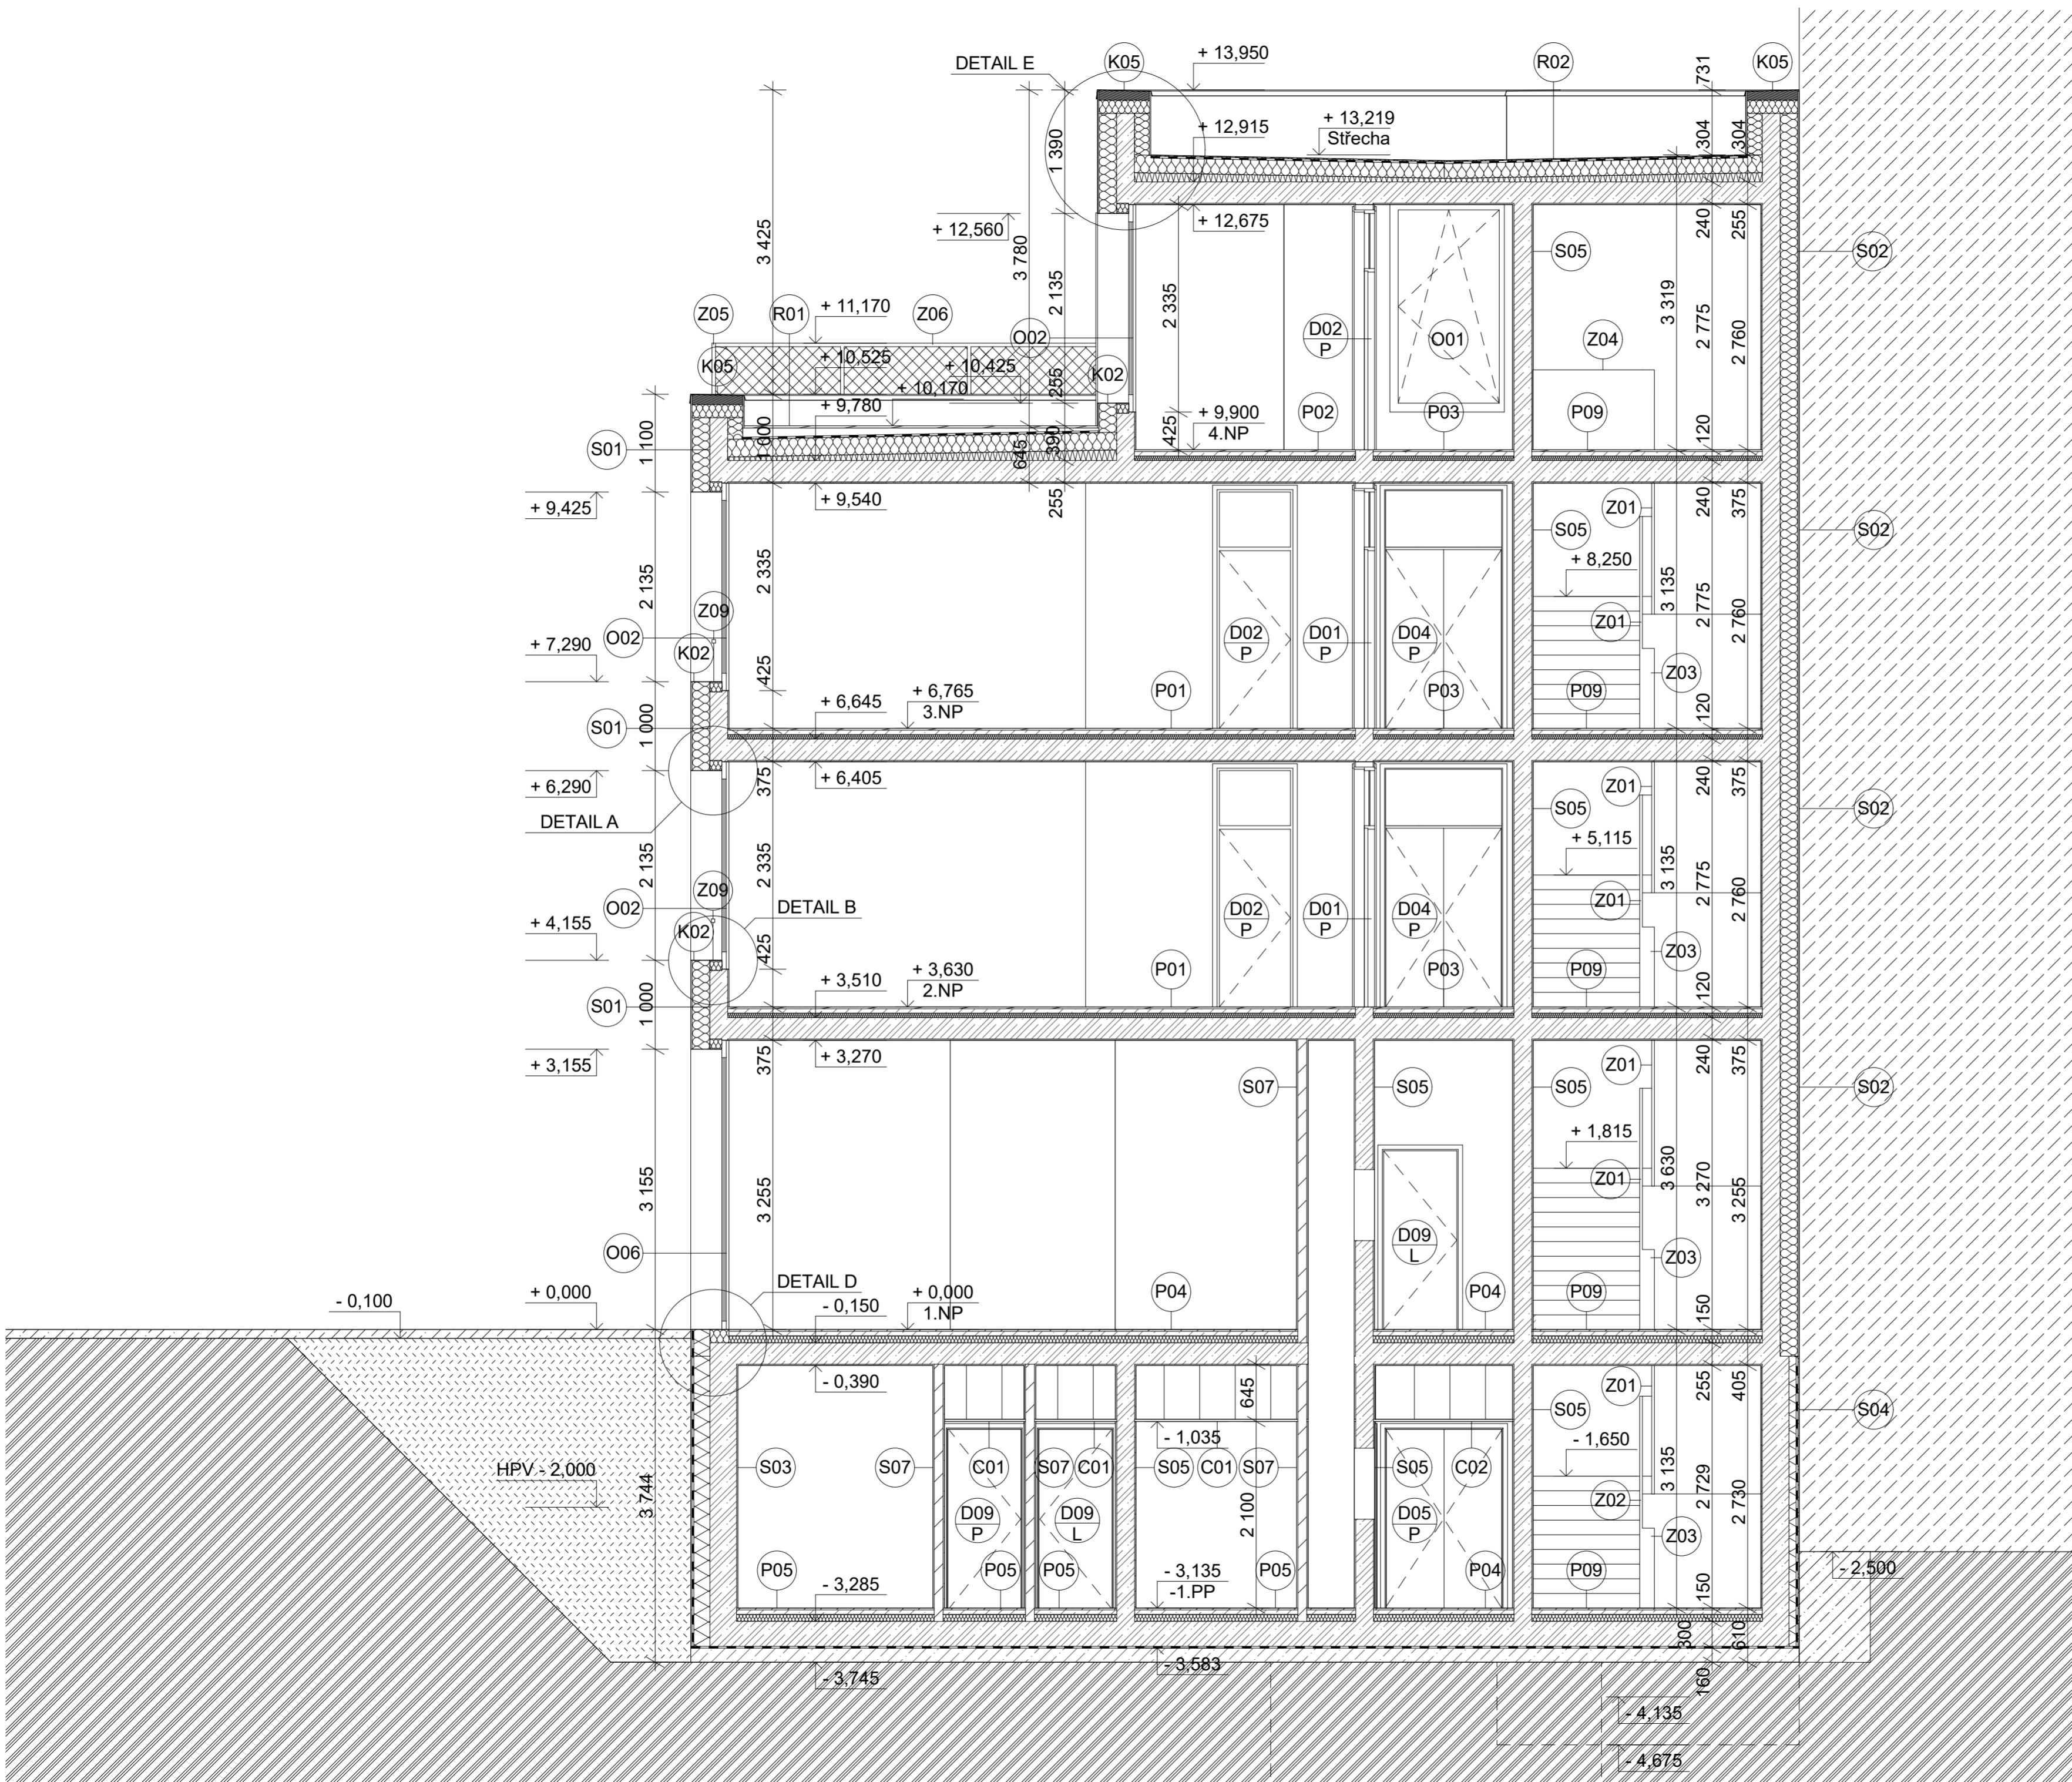 DETAIL E
K05
+ 13,950
R02
K05
731
+ 12,915
+ 13,219
Střecha
304
304
1 390
3 425
3 780
+ 12,560
+ 12,675
240
255
S05
S02
2 135
2 335
3 319
2 775
2 760
Z05
R01
+ 11,170
Z06
O02
D02
P
O01
Z04
K05
+ 10,525
+ 10,425
K02
255
+ 10,170
+ 9,780
+ 9,900
4.NP
P02
P03
P09
425
120
S01
1 100
1 000
645
390
+ 9,425
+ 9,540
255
Z01
240
375
S05
S02
+ 8,250
2 135
2 335
3 135
2 775
2 760
Z09
O02
K02
+ 7,290
D02
P
D01
P
D04
P
Z01
Z03
425
P01
P03
P09
+ 6,645
+ 6,765
3.NP
120
S01
1 000
+ 6,290
375
+ 6,405
Z01
240
375
DETAIL A
S05
S02
+ 5,115
2 135
2 335
3 135
2 775
2 760
Z09
DETAIL B
O02
K02
+ 4,155
D02
P
D01
P
D04
P
Z01
Z03
425
P01
P03
P09
+ 3,510
+ 3,630
2.NP
120
S01
1 000
+ 3,155
375
+ 3,270
Z01
240
375
S07
S05
S05
S02
+ 1,815
3 155
3 255
3 630
3 270
3 255
Z01
O06
D09
L
Z03
DETAIL D
- 0,100
+ 0,000
- 0,150
+ 0,000
1.NP
P04
P04
P09
150
- 0,390
645
Z01
255
405
S05
S04
- 1,035
- 1,650
HPV - 2,000
S03
S07
C01
S07
C01
S05
C01
S07
S05
C02
3 744
2 100
3 135
2 729
2 730
D09
P
D09
L
D05
P
Z02
Z03
P05
- 3,285
P05
P05
- 3,135
-1.PP
P05
P04
P09
150
- 2,500
300
610
- 3,745
- 3,583
160
- 4,135
- 4,675